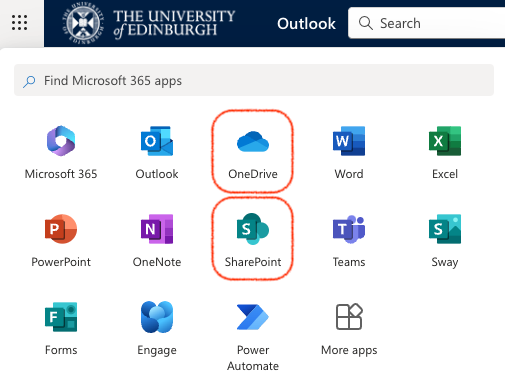 THE UNIVERSITY
of EDINBURGH
Outlook
Search
Find Microsoft 365 apps
Microsoft 365
Outlook
OneDrive
Word
Excel
PowerPoint
OneNote
SharePoint
Teams
Sway
Forms
Engage
Power
Automate
More apps